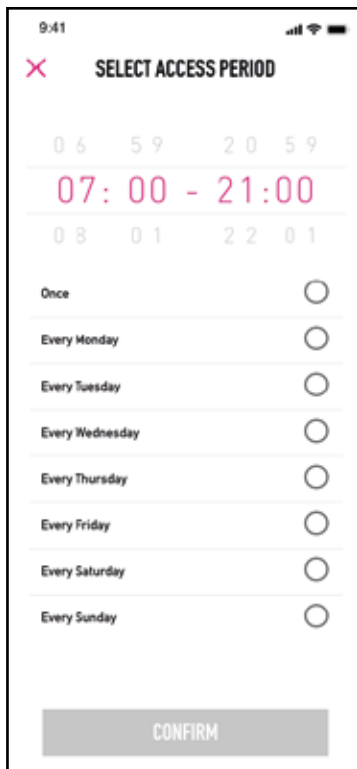 9:41
SELECT ACCESS PERIOD
06 59 20 59
07: 00 - 21:00
08 01 22 01
Once
Every Monday
Every Tuesday
Every Wednesday
Every Thursday
Every Friday
Every Saturday
Every Sunday
CONFIRM